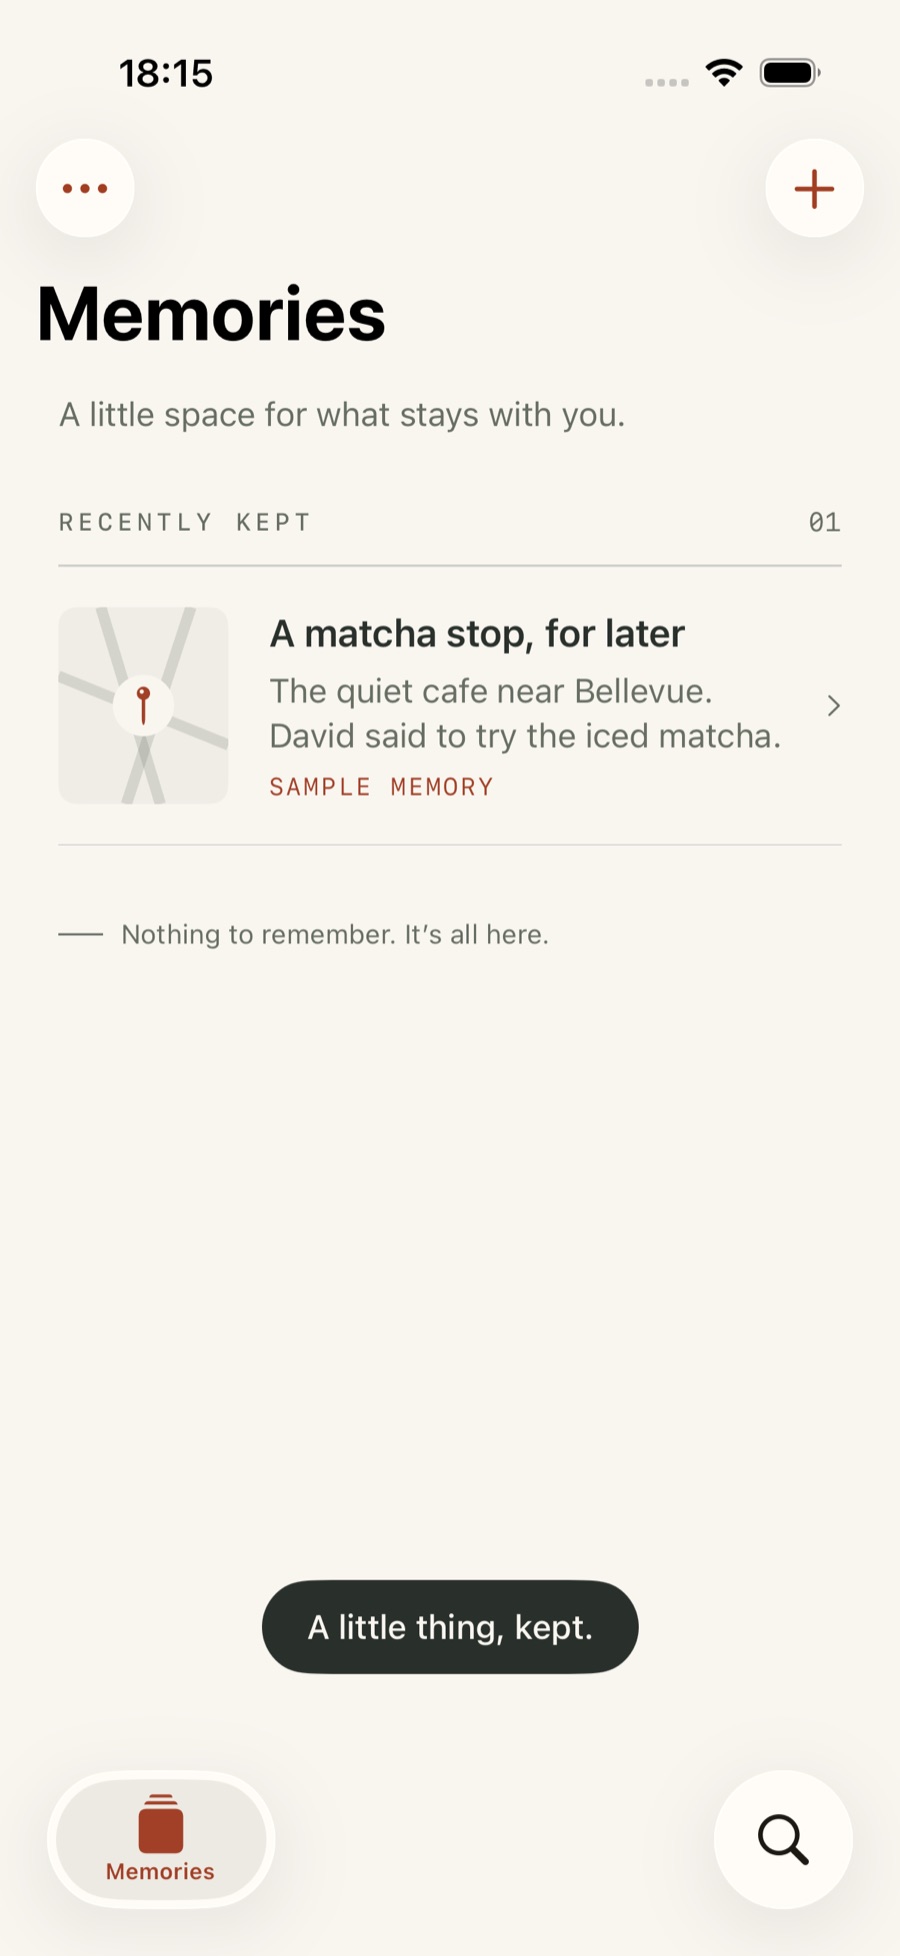 18:15
Memories
A little space for what stays with you.
RECENTLY KEPT 01
A matcha stop, for later
The quiet cafe near Bellevue.
David said to try the iced matcha.
SAMPLE MEMORY
Nothing to remember. It’s all here.
A little thing, kept.
Memories